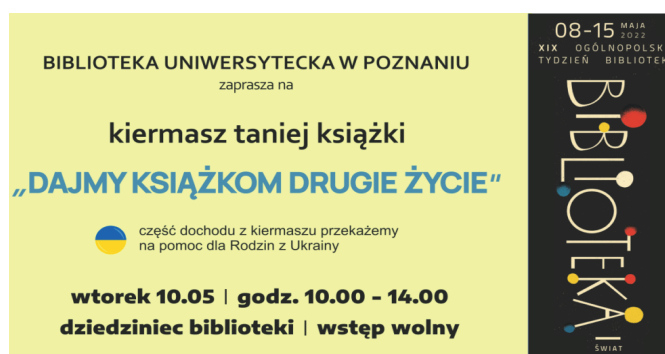 BIBLIOTEKA UNIWERSYTECKA W POZNANIU
zaprasza na
kiermasz taniej książki
„DAJMY KSIĄŻKOM DRUGIE ŻYCIE"
część dochodu z kiermaszu przekażemy
na pomoc dla Rodzin z Ukrainy
wtorek 10.05 | godz. 10.00 - 14.00
dziedziniec biblioteki | wstęp wolny
08-15 MAJA 2022
XIX OGÓLNOPOLSK
TYDZIEŃ BIBLIOTEK
BIBLIOTEKA
ŚWIAT